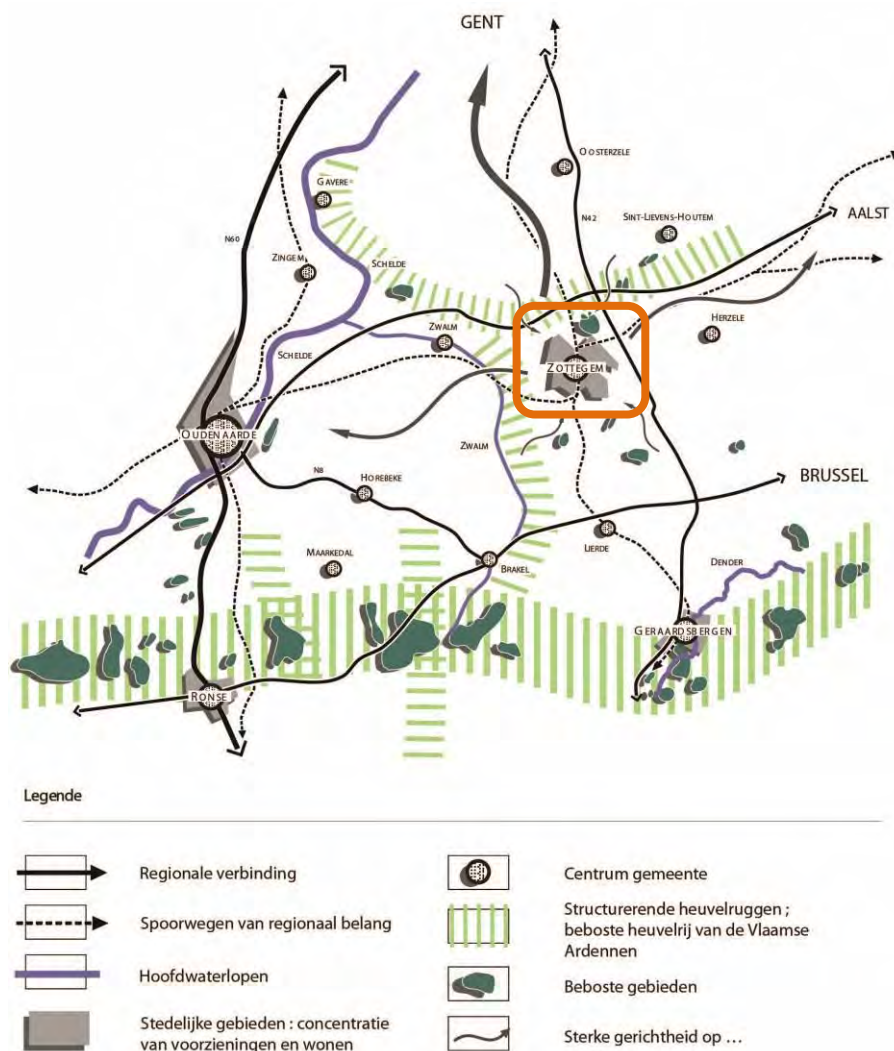 GENT
OOSTERZELE
GAVERE
N42
SINT-LIEVENS-HOUTEM
AALST
N60
ZINGEM
SCHELDE
ZWALM
HERZELE
SCHELDE
ZOTTEGEM
OUDENAARDE
ZWALM
N8
HOREBEKE
BRUSSEL
MAARKEDAL
BRAKEL
LIERDE
DENDER
GERAARDSBERGEN
RONSE
Legende
Regionale verbinding
Spoorwegen van regionaal belang
Hoofdwaterlopen
Stedelijke gebieden : concentratie
van voorzieningen en wonen
Centrum gemeente
Structurerende heuvelruggen ;
beboste heuvelrij van de Vlaamse
Ardennen
Beboste gebieden
Sterke gerichtheid op ...